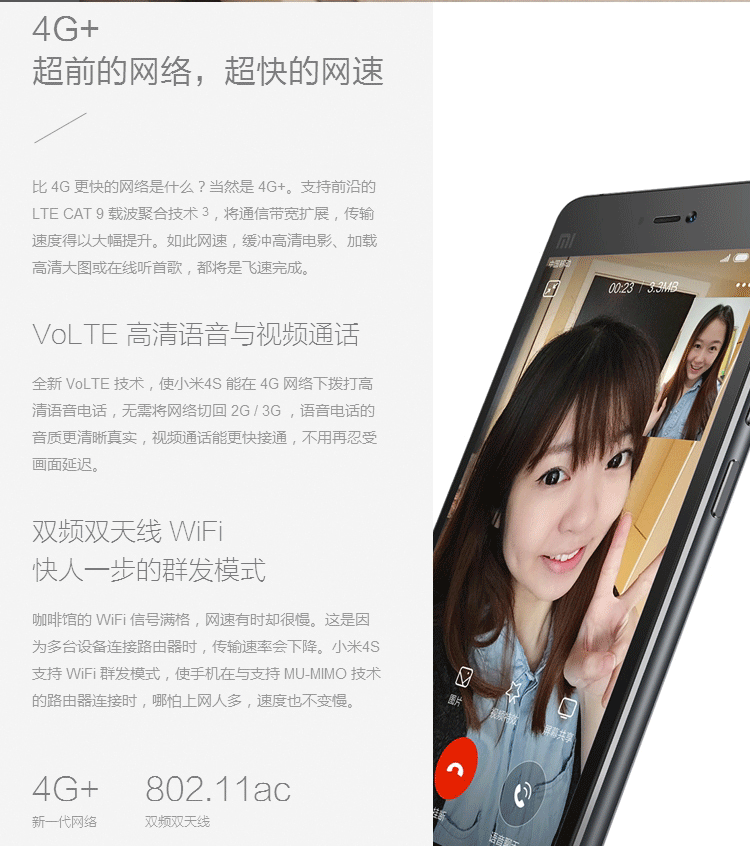 4G+
超前的网络，超快的网速
比 4G 更快的网络是什么？当然是 4G+。支持前沿的
LTE CAT 9 载波聚合技术 3，将通信带宽扩展，传输
速度得以大幅提升。如此网速，缓冲高清电影、加载
高清大图或在线听首歌，都将是飞速完成。
VoLTE 高清语音与视频通话
全新 VoLTE 技术，使小米4S 能在 4G 网络下拨打高
清语音电话，无需将网络切回 2G / 3G ，语音电话的
音质更清晰真实，视频通话能更快接通，不用再忍受
画面延迟。
双频双天线 WiFi
快人一步的群发模式
咖啡馆的 WiFi 信号满格，网速有时却很慢。这是因
为多台设备连接路由器时，传输速率会下降。小米4S
支持 WiFi 群发模式，使手机在与支持 MU-MIMO 技术
的路由器连接时，哪怕上网人多，速度也不变慢。
4G+
新一代网络
802.11ac
双频双天线
MI
中国移动
00:23 / 3.3MB
图片
视频特效
屏幕共享
挂断
语音聊天